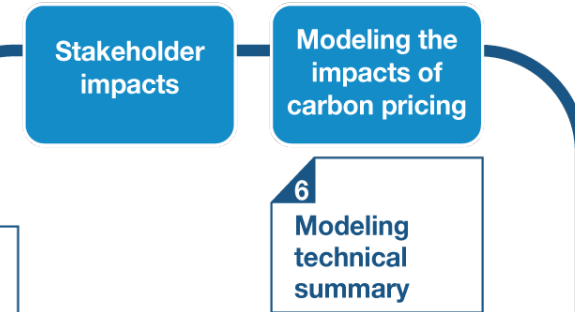 Stakeholder
impacts
Modeling the
impacts of
carbon pricing
6
Modeling
technical
summary